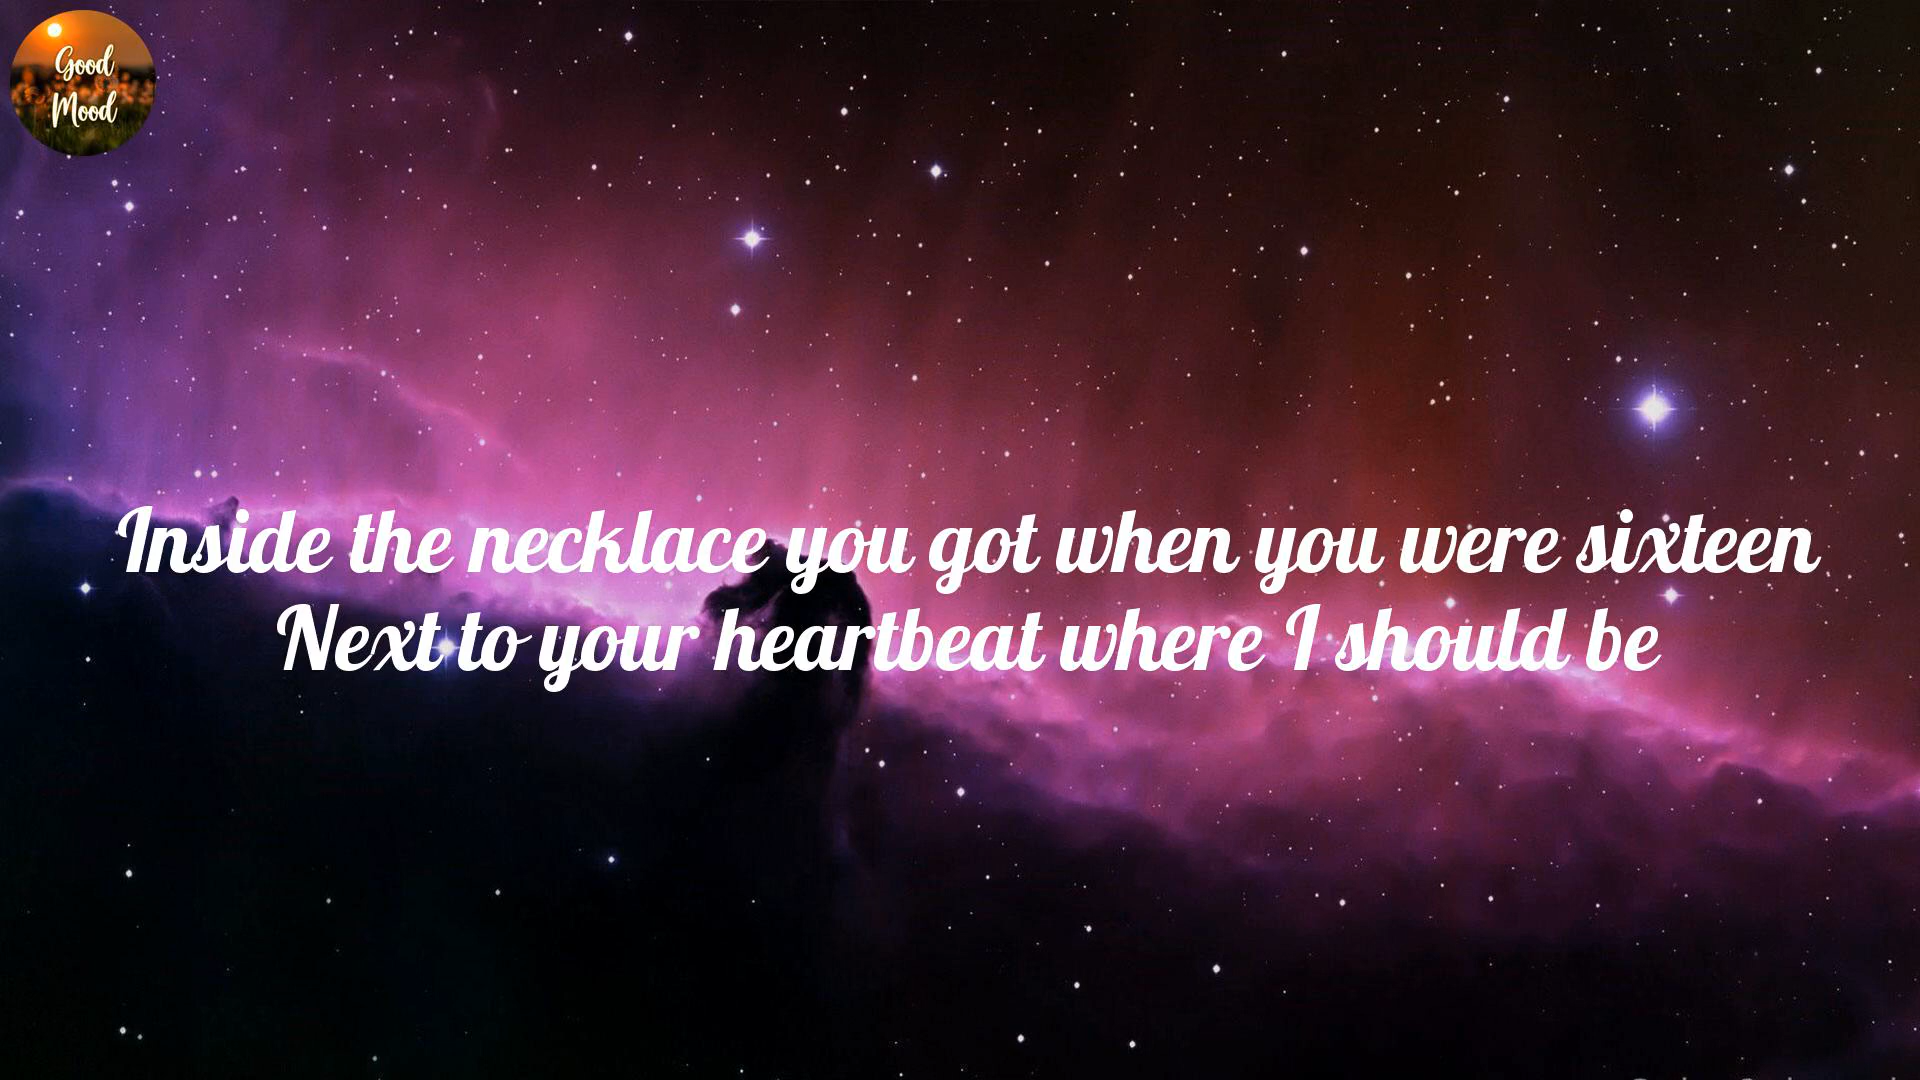 Good
Mood
Inside the necklace you got when you were sixteen
Next to your heartbeat where I should be